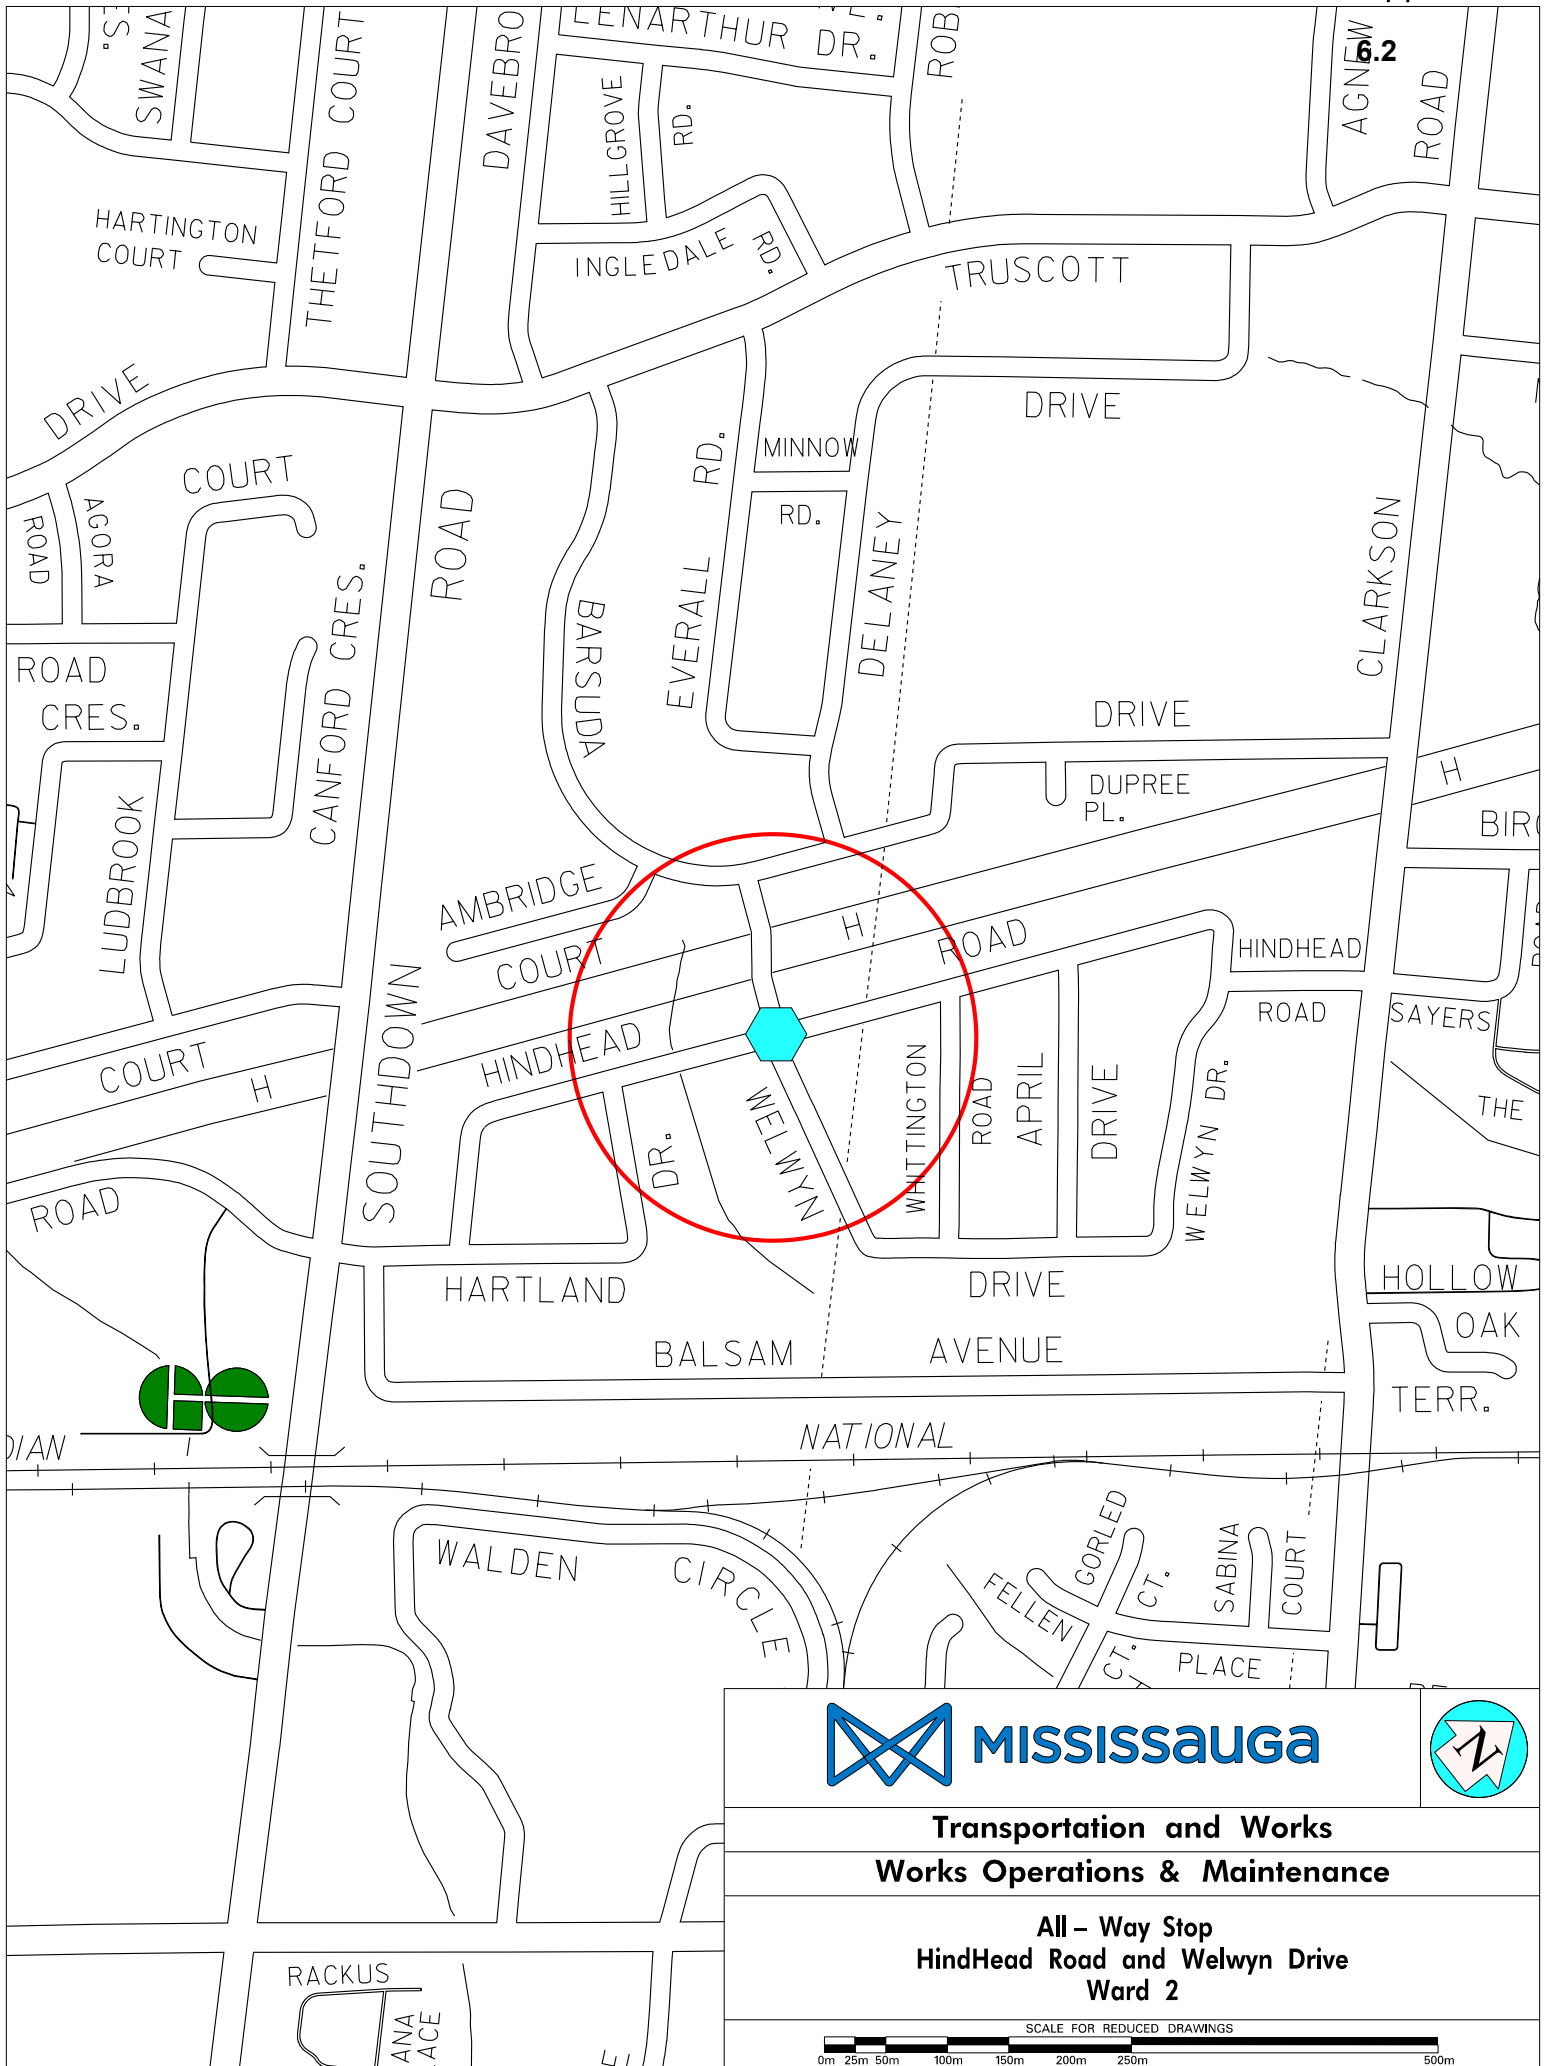 6.2
SWANA
THETFORD COURT
DAVEBRO
LENARTHUR DR.
ROB
AGNEW
ROAD
HILLGROVE
RD.
HARTINGTON
COURT
INGLEDALE
RD.
TRUSCOTT
DRIVE
DRIVE
MINNOW
RD.
COURT
AGORA
ROAD
ROAD
EVERALL RD.
DELANEY
CLARKSON
BARSUDA
CANFORD CRES.
ROAD
CRES.
DRIVE
DUPREE
PL.
H
BIRC
LUDBROOK
AMBRIDGE
COURT
H
ROAD
HINDHEAD
ROAD
SAYERS
COURT
H
SOUTHDOWN
HINDHEAD
WELWYN
DR.
WHITTINGTON
ROAD
APRIL
DRIVE
WELWYN DR.
THE
ROAD
HARTLAND
DRIVE
HOLLOW
OAK
TERR.
BALSAM AVENUE
DIAN
NATIONAL
WALDEN CIRCLE
GORLED
CT.
FELLEN
CT.
SABINA
COURT
PLACE
MISSISSAUGA
N
Transportation and Works
Works Operations & Maintenance
All – Way Stop
HindHead Road and Welwyn Drive
Ward 2
SCALE FOR REDUCED DRAWINGS
0m 25m 50m 100m 150m 200m 250m 500m
RACKUS
ANA
LACE